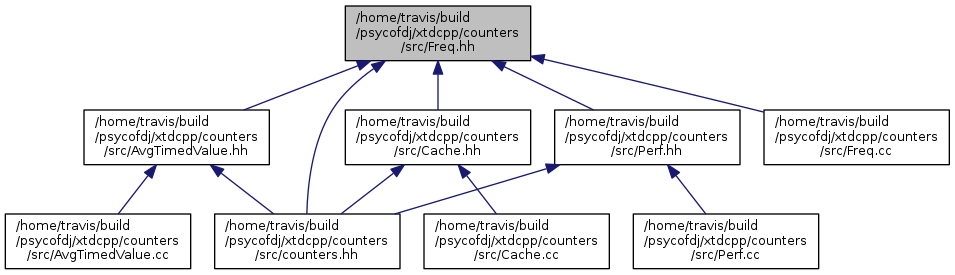 /home/travis/build
/psycofdj/xtdcpp/counters
/src/Freq.hh
/home/travis/build
/psycofdj/xtdcpp/counters
/src/AvgTimedValue.hh
/home/travis/build
/psycofdj/xtdcpp/counters
/src/Cache.hh
/home/travis/build
/psycofdj/xtdcpp/counters
/src/Perf.hh
/home/travis/build
/psycofdj/xtdcpp/counters
/src/Freq.cc
/home/travis/build
/psycofdj/xtdcpp/counters
/src/AvgTimedValue.cc
/home/travis/build
/psycofdj/xtdcpp/counters
/src/counters.hh
/home/travis/build
/psycofdj/xtdcpp/counters
/src/Cache.cc
/home/travis/build
/psycofdj/xtdcpp/counters
/src/Perf.cc